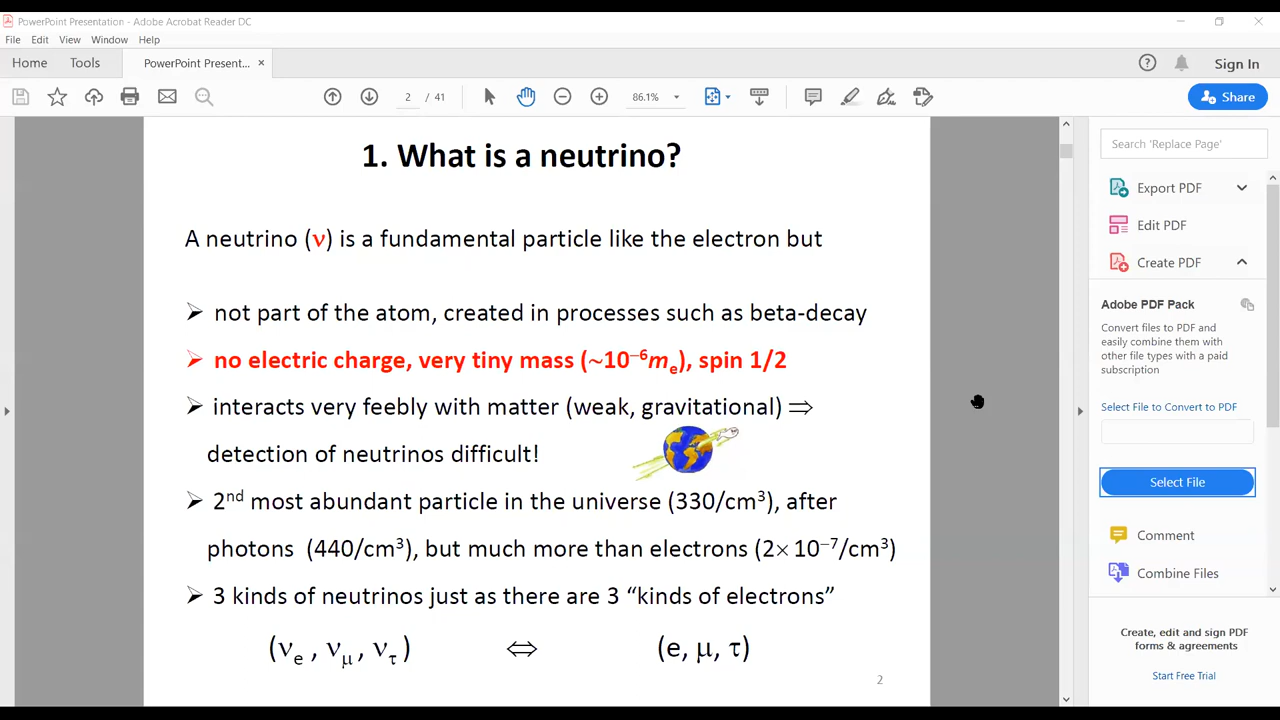 PowerPoint Presentation - Adobe Acrobat Reader DC
File Edit View Window Help
Home Tools PowerPoint Present... ×
2 / 41 86.1% Share
? Sign In
1. What is a neutrino?
A neutrino (ν) is a fundamental particle like the electron but
➢ not part of the atom, created in processes such as beta-decay
➢ no electric charge, very tiny mass (~10⁻⁶mₑ), spin 1/2
➢ interacts very feebly with matter (weak, gravitational) ⇒
detection of neutrinos difficult!
➢ 2ⁿᵈ most abundant particle in the universe (330/cm³), after
photons (440/cm³), but much more than electrons (2× 10⁻⁷/cm³)
➢ 3 kinds of neutrinos just as there are 3 “kinds of electrons”
(νe , νμ , ντ ) ⇔ (e, μ, τ)
2
Search 'Replace Page'
Export PDF
Edit PDF
Create PDF
Adobe PDF Pack
Convert files to PDF and
easily combine them with
other file types with a paid
subscription
Select File to Convert to PDF
Select File
Comment
Combine Files
Create, edit and sign PDF
forms & agreements
Start Free Trial